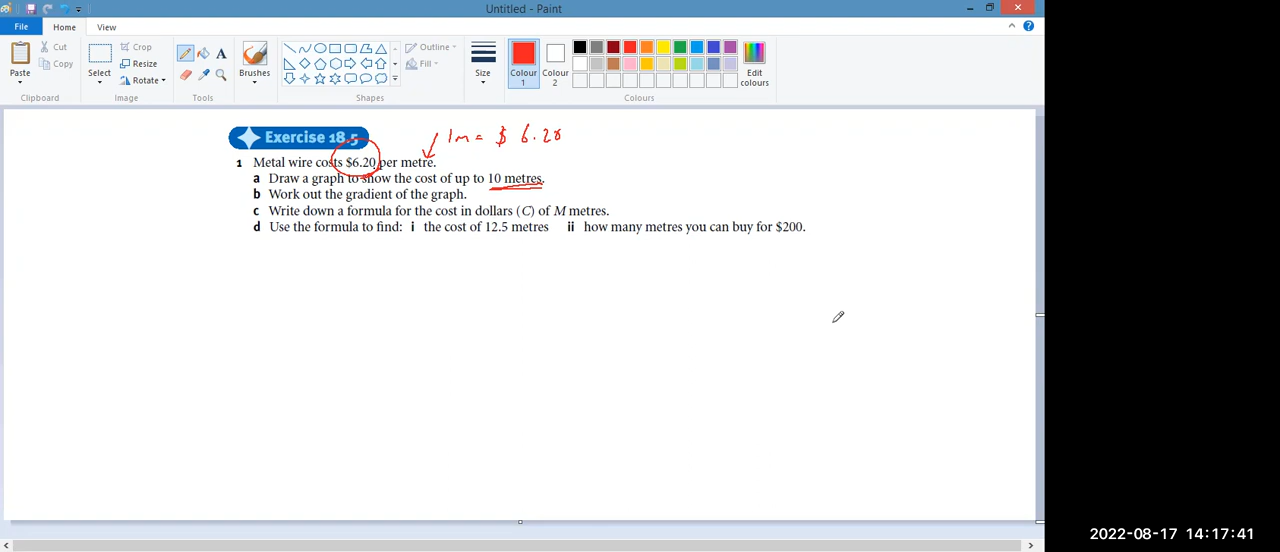 Untitled - Paint
File Home View
Paste
Cut
Copy
Clipboard
Select
Crop
Resize
Rotate
Image
A
Tools
Brushes
Outline
Fill
Shapes
Size
Colour 1
Colour 2
Edit colours
Colours
Exercise 18.5
1m = $ 6.20
1 Metal wire costs $6.20 per metre.
a Draw a graph to show the cost of up to 10 metres.
b Work out the gradient of the graph.
c Write down a formula for the cost in dollars (C) of M metres.
d Use the formula to find: i the cost of 12.5 metres ii how many metres you can buy for $200.
2022-08-17 14:17:41